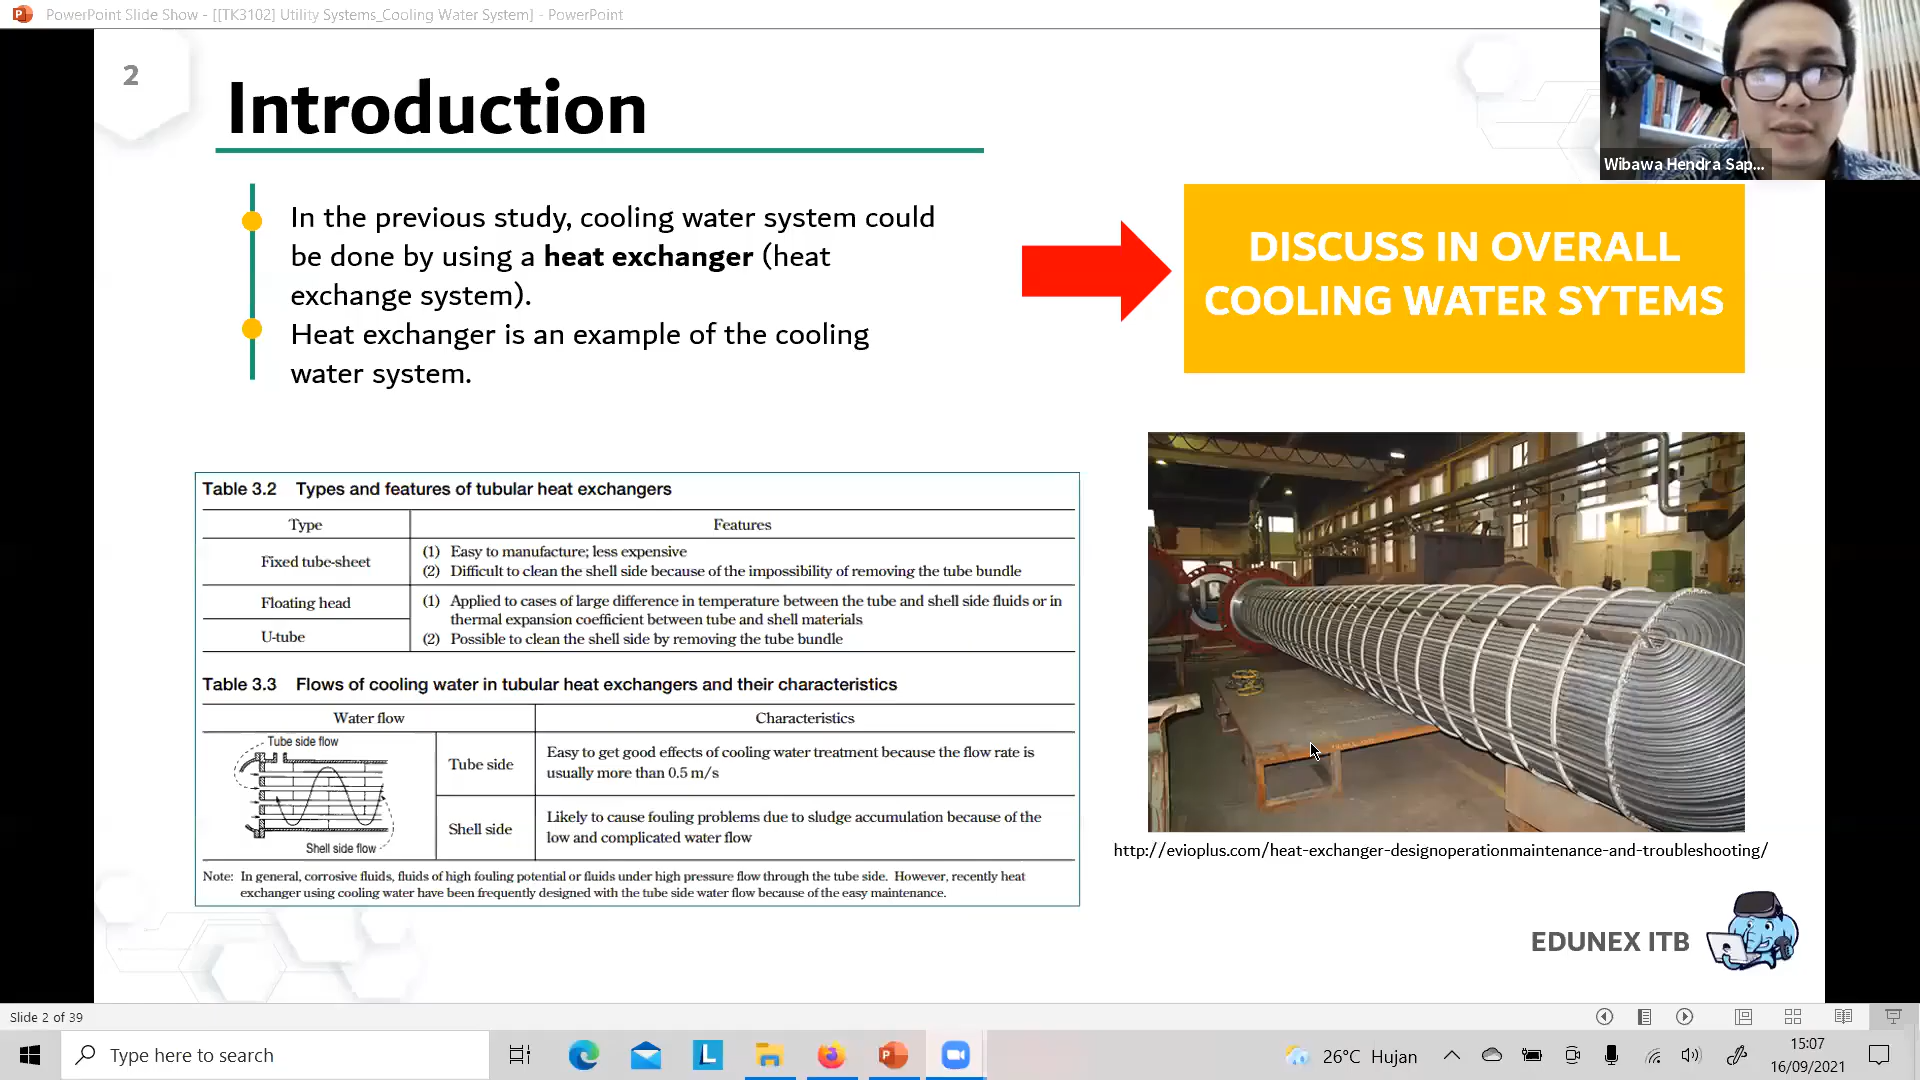 PowerPoint Slide Show - [[TK3102] Utility Systems_Cooling Water System] - PowerPoint
2
Introduction
In the previous study, cooling water system could
be done by using a heat exchanger (heat
exchange system).
Heat exchanger is an example of the cooling
water system.
DISCUSS IN OVERALL
COOLING WATER SYTEMS
Wibawa Hendra Sap...
Table 3.2 Types and features of tubular heat exchangers
Type Features
Fixed tube-sheet
(1) Easy to manufacture; less expensive
(2) Difficult to clean the shell side because of the impossibility of removing the tube bundle
Floating head
U-tube
(1) Applied to cases of large difference in temperature between the tube and shell side fluids or in
thermal expansion coefficient between tube and shell materials
(2) Possible to clean the shell side by removing the tube bundle
Table 3.3 Flows of cooling water in tubular heat exchangers and their characteristics
Water flow Characteristics
Tube side flow
Shell side flow
Tube side
Easy to get good effects of cooling water treatment because the flow rate is
usually more than 0.5 m/s
Shell side
Likely to cause fouling problems due to sludge accumulation because of the
low and complicated water flow
Note: In general, corrosive fluids, fluids of high fouling potential or fluids under high pressure flow through the tube side. However, recently heat
exchanger using cooling water have been frequently designed with the tube side water flow because of the easy maintenance.
http://evioplus.com/heat-exchanger-designoperationmaintenance-and-troubleshooting/
EDUNEX ITB
Slide 2 of 39
Type here to search
L
26°C Hujan
15:07
16/09/2021